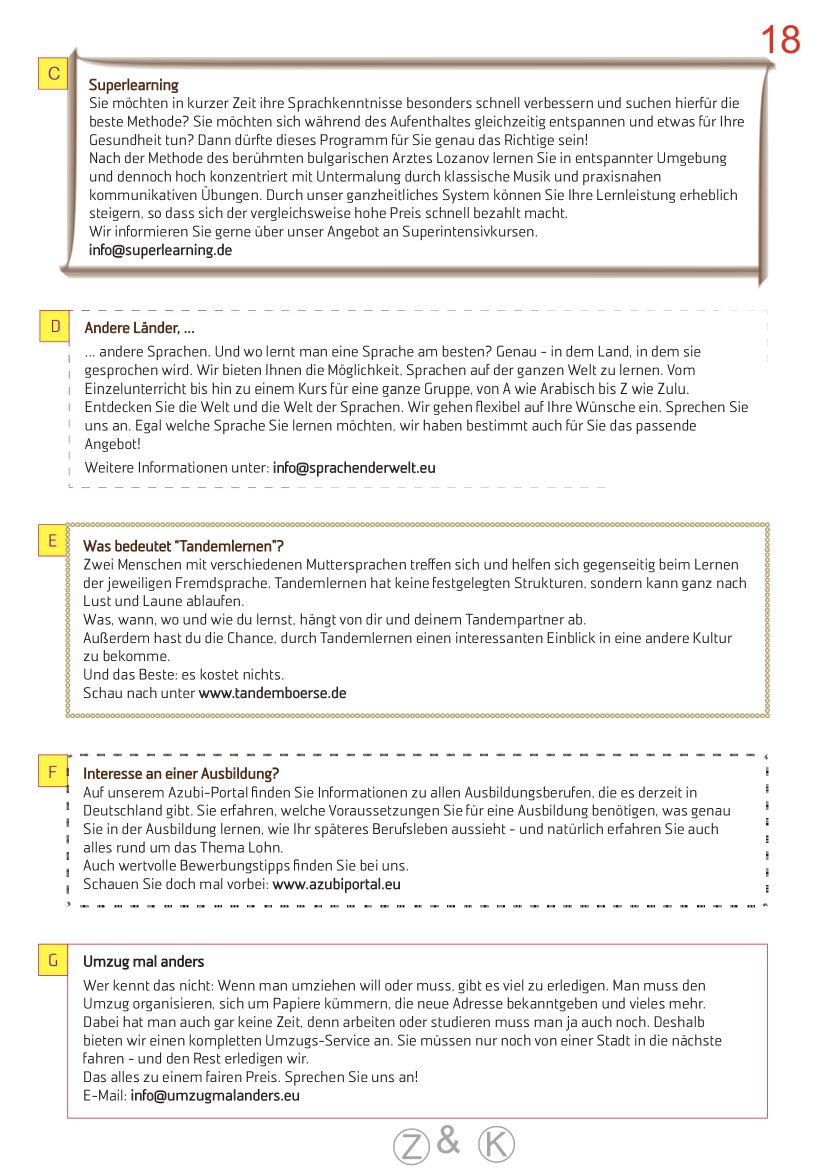 18
C
Superlearning
Sie möchten in kurzer Zeit ihre Sprachkenntnisse besonders schnell verbessern und suchen hierfür die
beste Methode? Sie möchten sich während des Aufenthaltes gleichzeitig entspannen und etwas für Ihre
Gesundheit tun? Dann dürfte dieses Programm für Sie genau das Richtige sein!
Nach der Methode des berühmten bulgarischen Arztes Lozanov lernen Sie in entspannter Umgebung
und dennoch hoch konzentriert mit Untermalung durch klassische Musik und praxisnahen
kommunikativen Übungen. Durch unser ganzheitliches System können Sie Ihre Lernleistung erheblich
steigern, so dass sich der vergleichsweise hohe Preis schnell bezahlt macht.
Wir informieren Sie gerne über unser Angebot an Superintensivkursen.
info@superlearning.de
D
Andere Länder, ...
... andere Sprachen. Und wo lernt man eine Sprache am besten? Genau - in dem Land, in dem sie
gesprochen wird. Wir bieten Ihnen die Möglichkeit, Sprachen auf der ganzen Welt zu lernen. Vom
Einzelunterricht bis hin zu einem Kurs für eine ganze Gruppe, von A wie Arabisch bis Z wie Zulu.
Entdecken Sie die Welt und die Welt der Sprachen. Wir gehen flexibel auf Ihre Wünsche ein. Sprechen Sie
uns an. Egal welche Sprache Sie lernen möchten, wir haben bestimmt auch für Sie das passende
Angebot!
Weitere Informationen unter: info@sprachenderwelt.eu
E
Was bedeutet “Tandemlernen”?
Zwei Menschen mit verschiedenen Muttersprachen treffen sich und helfen sich gegenseitig beim Lernen
der jeweiligen Fremdsprache. Tandemlernen hat keine festgelegten Strukturen, sondern kann ganz nach
Lust und Laune ablaufen.
Was, wann, wo und wie du lernst, hängt von dir und deinem Tandempartner ab.
Außerdem hast du die Chance, durch Tandemlernen einen interessanten Einblick in eine andere Kultur
zu bekomme.
Und das Beste: es kostet nichts.
Schau nach unter www.tandemboerse.de
F
Interesse an einer Ausbildung?
Auf unserem Azubi-Portal finden Sie Informationen zu allen Ausbildungsberufen, die es derzeit in
Deutschland gibt. Sie erfahren, welche Voraussetzungen Sie für eine Ausbildung benötigen, was genau
Sie in der Ausbildung lernen, wie Ihr späteres Berufsleben aussieht - und natürlich erfahren Sie auch
alles rund um das Thema Lohn.
Auch wertvolle Bewerbungstipps finden Sie bei uns.
Schauen Sie doch mal vorbei: www.azubiportal.eu
G
Umzug mal anders
Wer kennt das nicht: Wenn man umziehen will oder muss, gibt es viel zu erledigen. Man muss den
Umzug organisieren, sich um Papiere kümmern, die neue Adresse bekanntgeben und vieles mehr.
Dabei hat man auch gar keine Zeit, denn arbeiten oder studieren muss man ja auch noch. Deshalb
bieten wir einen kompletten Umzugs-Service an. Sie müssen nur noch von einer Stadt in die nächste
fahren - und den Rest erledigen wir.
Das alles zu einem fairen Preis. Sprechen Sie uns an!
E-Mail: info@umzugmalanders.eu
Z & K